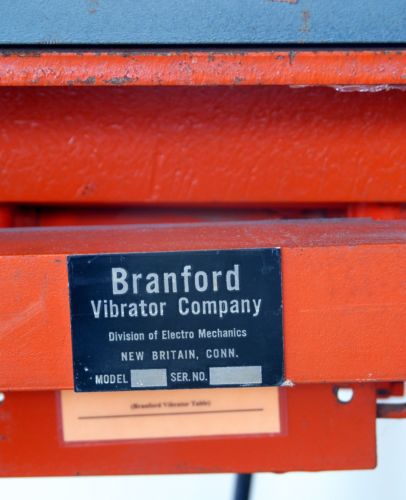 Branford
Vibrator Company
Division of Electro Mechanics
NEW BRITAIN, CONN.
MODEL SER. NO.
(Branford Vibrator Table)